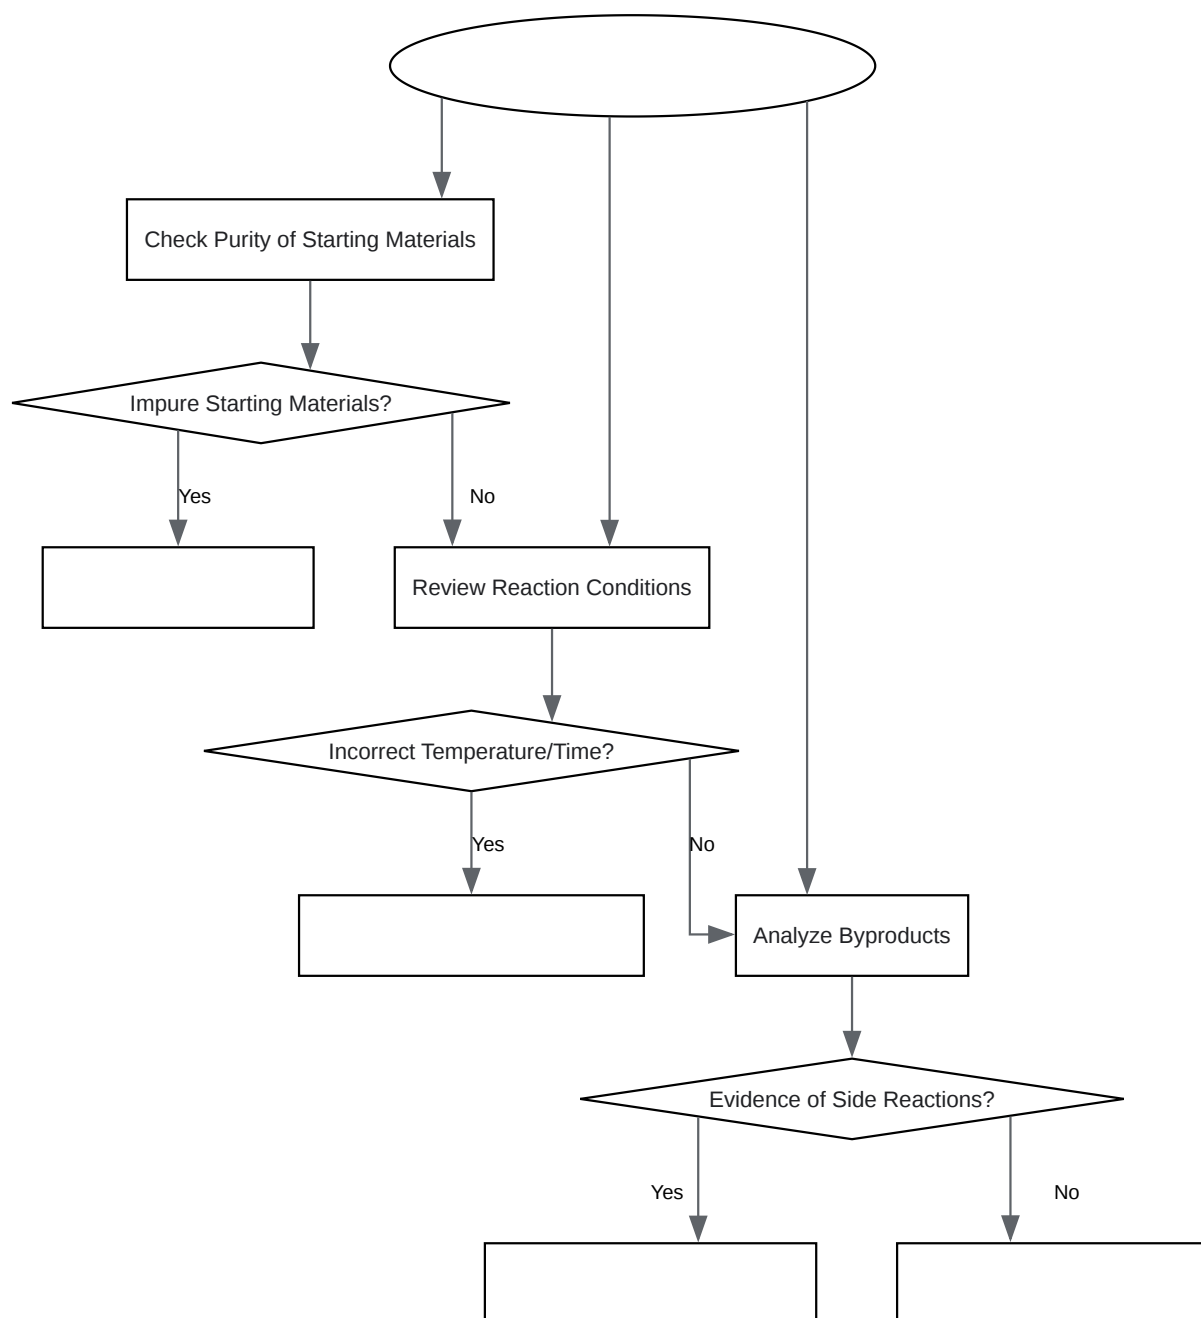 Check Purity of Starting Materials
Impure Starting Materials?
Yes
No
Review Reaction Conditions
Incorrect Temperature/Time?
Yes
No
Analyze Byproducts
Evidence of Side Reactions?
Yes
No